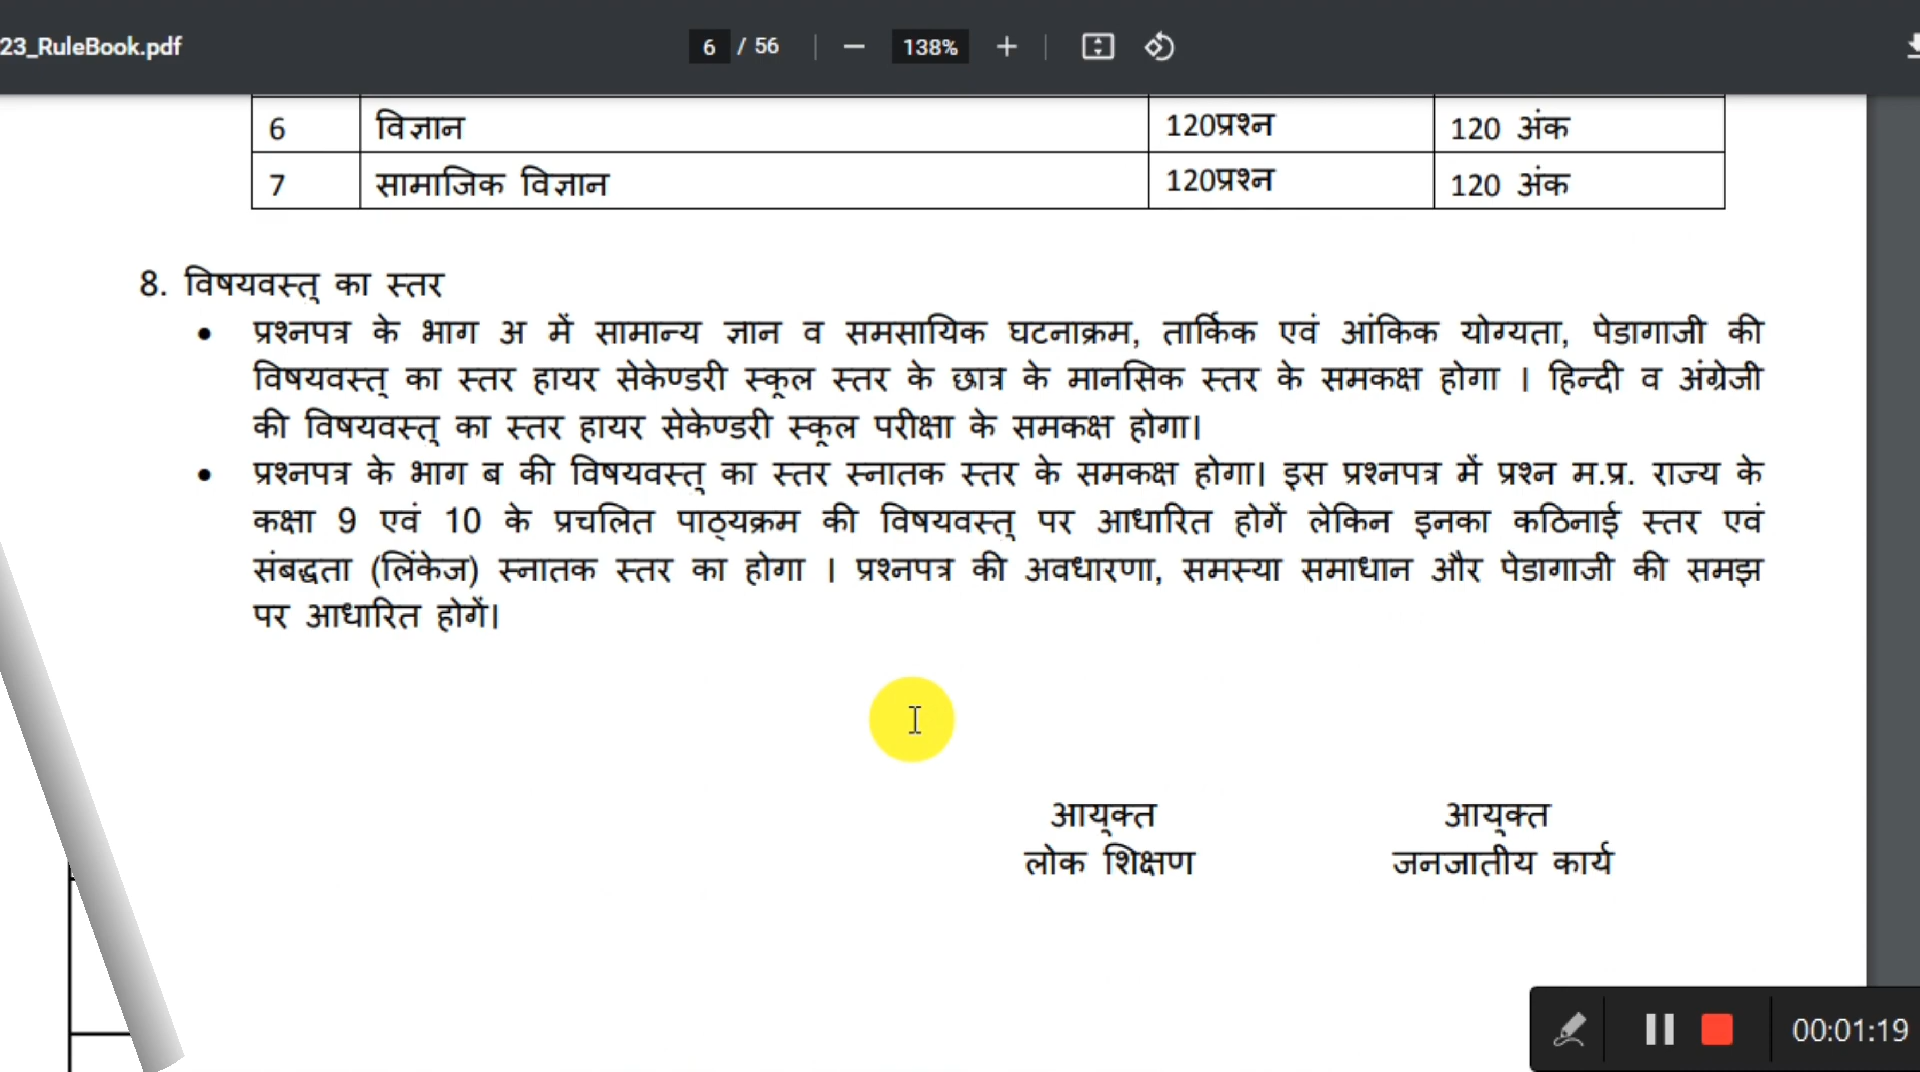 23_RuleBook.pdf
6 / 56
138%
6 विज्ञान 120प्रश्न 120 अंक
7 सामाजिक विज्ञान 120प्रश्न 120 अंक
8. विषयवस्तु का स्तर
• प्रश्नपत्र के भाग अ में सामान्य ज्ञान व समसायिक घटनाक्रम, तार्किक एवं आंकिक योग्यता, पेडागाजी की
विषयवस्तु का स्तर हायर सेकेण्डरी स्कूल स्तर के छात्र के मानसिक स्तर के समकक्ष होगा । हिन्दी व अंग्रेजी
की विषयवस्तु का स्तर हायर सेकेण्डरी स्कूल परीक्षा के समकक्ष होगा।
• प्रश्नपत्र के भाग ब की विषयवस्तु का स्तर स्नातक स्तर के समकक्ष होगा। इस प्रश्नपत्र में प्रश्न म.प्र. राज्य के
कक्षा 9 एवं 10 के प्रचलित पाठ्यक्रम की विषयवस्तु पर आधारित होगें लेकिन इनका कठिनाई स्तर एवं
संबद्धता (लिंकेज) स्नातक स्तर का होगा । प्रश्नपत्र की अवधारणा, समस्या समाधान और पेडागाजी की समझ
पर आधारित होगें।
आयुक्त आयुक्त
लोक शिक्षण जनजातीय कार्य
00:01:19